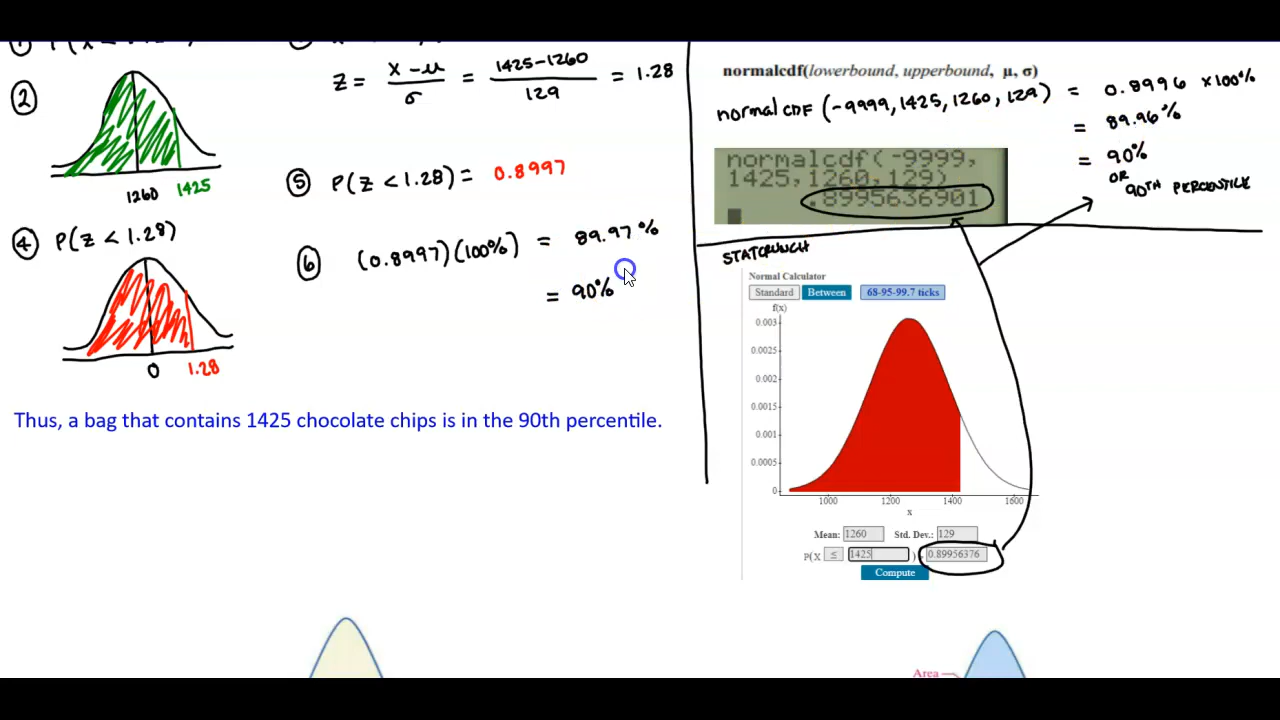 ②
1260 1425
z = x - μ / σ = 1425-1260 / 129 = 1.28
⑤ P(z < 1.28) = 0.8997
④ P(z < 1.28)
0 1.28
⑥ (0.8997)(100%) = 89.97%
= 90%
Thus, a bag that contains 1425 chocolate chips is in the 90th percentile.
normalcdf(lowerbound, upperbound, μ, σ)
normalCDF (-9999, 1425, 1260, 129) = 0.8996 ×100%
= 89.96%
= 90%
OR
90TH PERCENTILE
normalcdf(-9999,
1425,1260,129)
.8995636901
STATCRUNCH
Normal Calculator
Standard Between 68-95-99.7 ticks
f(x)
0.003
0.0025
0.002
0.0015
0.001
0.0005
0
1000 1200 1400 1600
x
Mean: 1260 Std. Dev.: 129
P(X ≤ 1425 ) = 0.89956376
Compute
Area